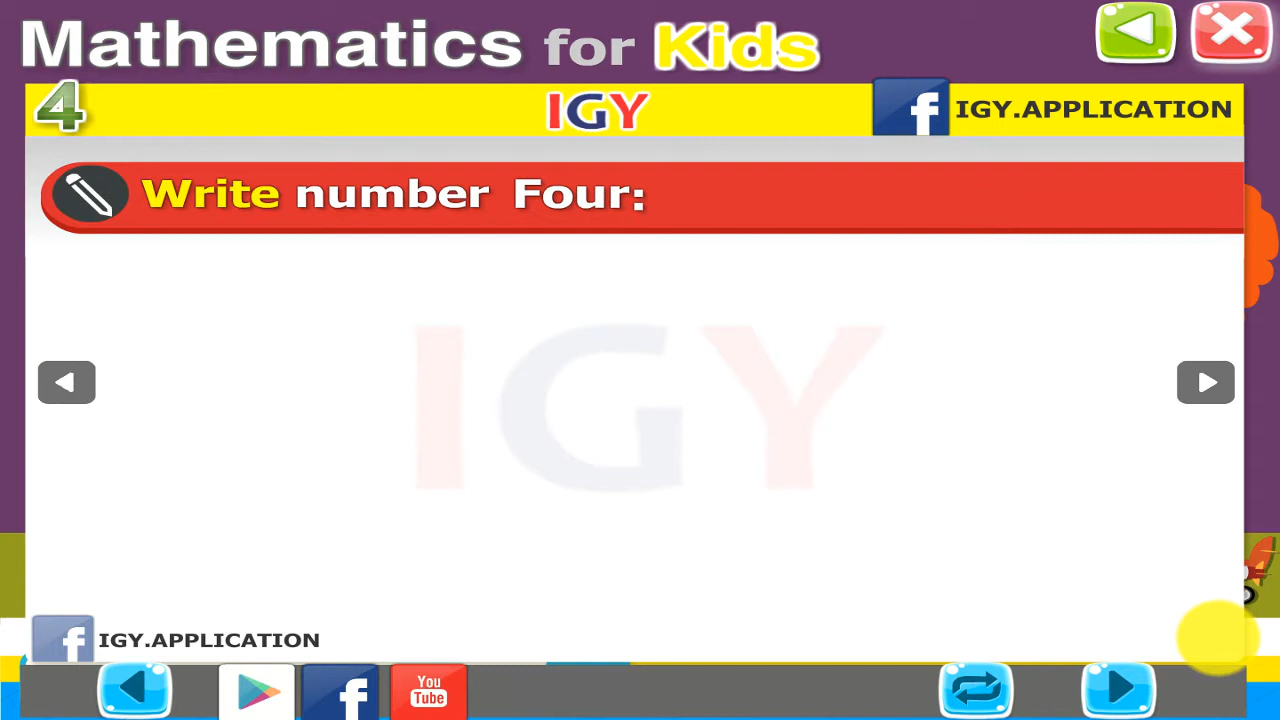 Mathematics for Kids
4
IGY
IGY.APPLICATION
Write number Four:
IGY
IGY.APPLICATION
You
Tube